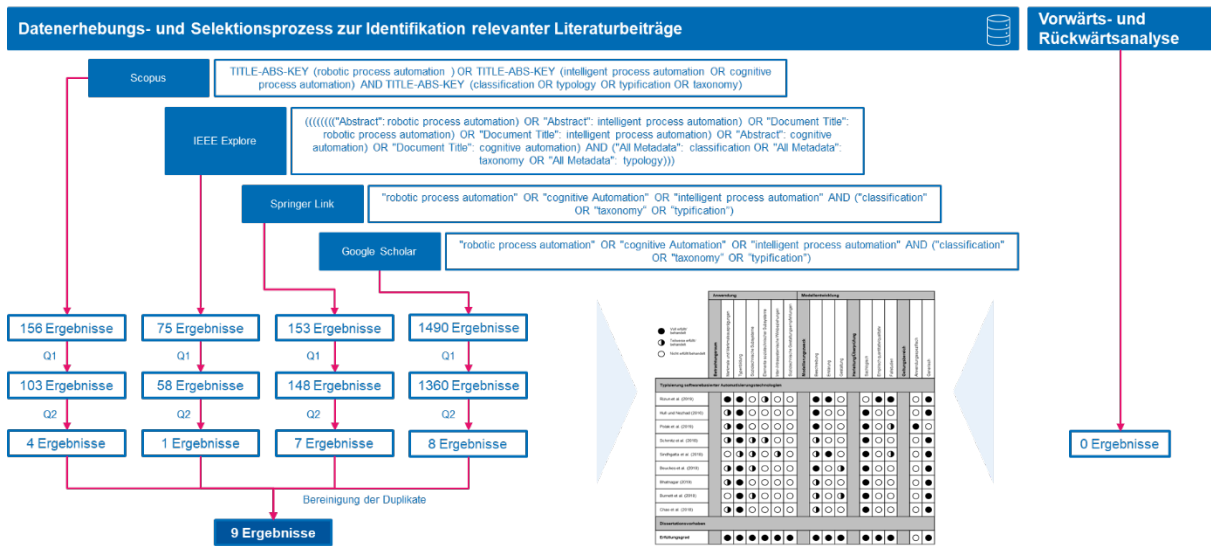 Datenerhebungs- und Selektionsprozess zur Identifikation relevanter Literaturbeiträge
Vorwärts- und
Rückwärtsanalyse
Scopus
TITLE-ABS-KEY (robotic process automation ) OR TITLE-ABS-KEY (intelligent process automation OR cognitive
process automation) AND TITLE-ABS-KEY (classification OR typology OR typification OR taxonomy)
IEEE Explore
(((((((("Abstract": robotic process automation) OR "Abstract": intelligent process automation) OR "Document Title":
robotic process automation) OR "Document Title": intelligent process automation) OR "Abstract": cognitive
automation) OR "Document Title": cognitive automation) AND ("All Metadata": classification OR "All Metadata":
taxonomy OR "All Metadata": typology)))
Springer Link
"robotic process automation" OR "cognitive Automation" OR "intelligent process automation" AND ("classification"
OR "taxonomy" OR "typification")
Google Scholar
"robotic process automation" OR "cognitive Automation" OR "intelligent process automation" AND ("classification"
OR "taxonomy" OR "typification")
156 Ergebnisse
75 Ergebnisse
153 Ergebnisse
1490 Ergebnisse
Q1
Q1
Q1
Q1
103 Ergebnisse
58 Ergebnisse
148 Ergebnisse
1360 Ergebnisse
Q2
Q2
Q2
Q2
4 Ergebnisse
1 Ergebnisse
7 Ergebnisse
8 Ergebnisse
Bereinigung der Duplikate
9 Ergebnisse
0 Ergebnisse
Anwendung
Modellentwicklung
Typisierung softwarebasierter Automatisierungstechnologien
Dissertationsvorhaben
Erfüllungsgrad